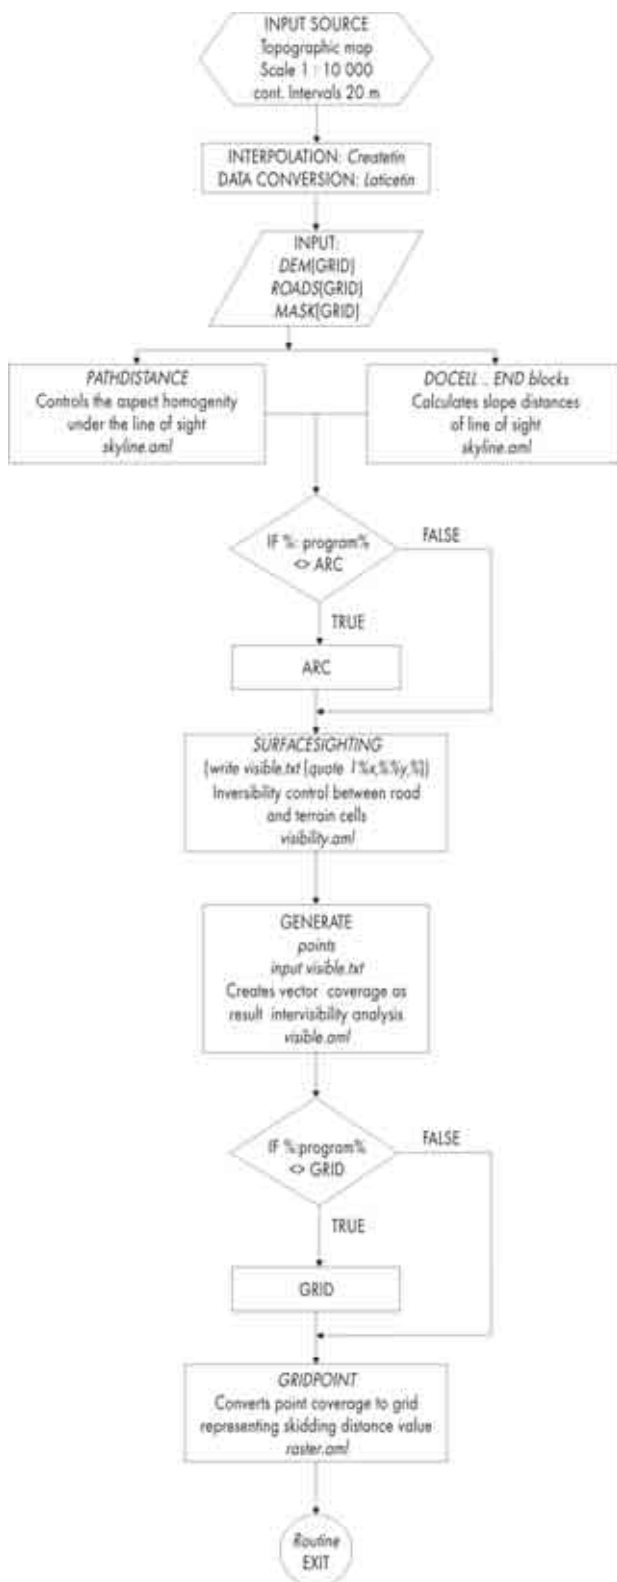 INPUT SOURCE
Topographic map
Scale 1 : 10 000
cont. Intervals 20 m
INTERPOLATION: Createtin
DATA CONVERSION: Laticetin
INPUT:
DEM(GRID)
ROADS(GRID)
MASK(GRID)
PATHDISTANCE
Controls the aspect homogenity
under the line of sight
skyline.aml
DOCELL .. END blocks
Calculates slope distances
of line of sight
skyline.aml
IF %: program%
<> ARC
FALSE
TRUE
ARC
SURFACESIGHTING
(write visible.txt (quote 1%x,%%y,%))
Inversibility control between road
and terrain cells
visibility.aml
GENERATE
points
input visible.txt
Creates vector coverage as
result intervisibility analysis
visible.aml
IF %:program%
<> GRID
FALSE
TRUE
GRID
GRIDPOINT
Converts point coverage to grid
representing skidding distance value
raster.aml
Routine
EXIT